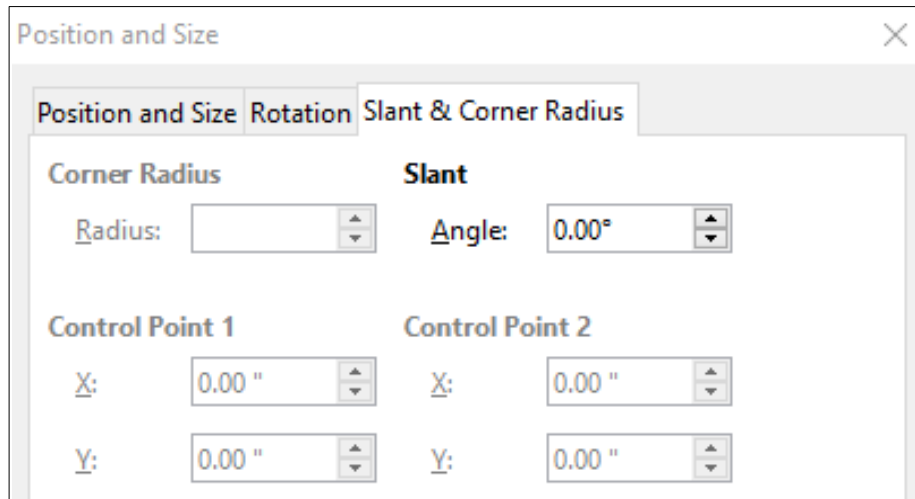 Position and Size
Position and Size Rotation Slant & Corner Radius
Corner Radius Slant
Radius: Angle: 0.00°
Control Point 1 Control Point 2
X: 0.00 " X: 0.00 "
Y: 0.00 " Y: 0.00 "